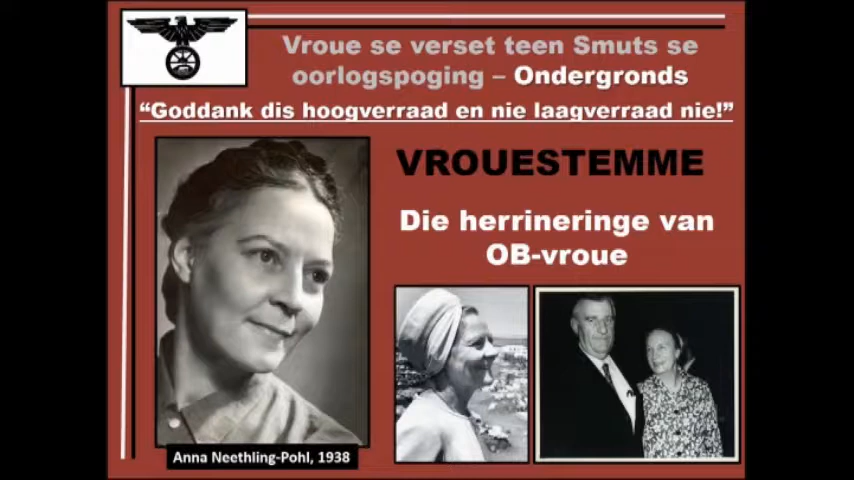 Vroue se verset teen Smuts se
oorlogspoging – Ondergronds
“Goddank dis hoogverraad en nie laagverraad nie!”
VROUESTEMME
Die herrineringe van
OB-vroue
Anna Neethling-Pohl, 1938